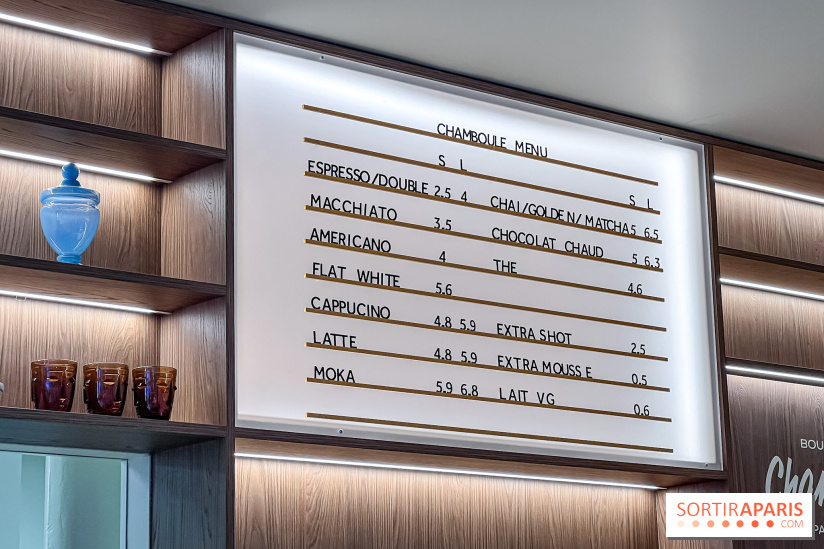 CHAMBOULE MENU
S L
S L
ESPRESSO/DOUBLE 2.5 4 CHAI/GOLDEN/MATCHA 5 6.5
MACCHIATO 3.5 CHOCOLAT CHAUD 5 6.3
AMERICANO 4 THE 4.6
FLAT WHITE 5.6
CAPPUCINO 4.8 5.9 EXTRA SHOT 2.5
LATTE 4.8 5.9 EXTRA MOUSSE 0.5
MOKA 5.9 6.8 LAIT VG 0.6
SORTIRAPARIS
.COM